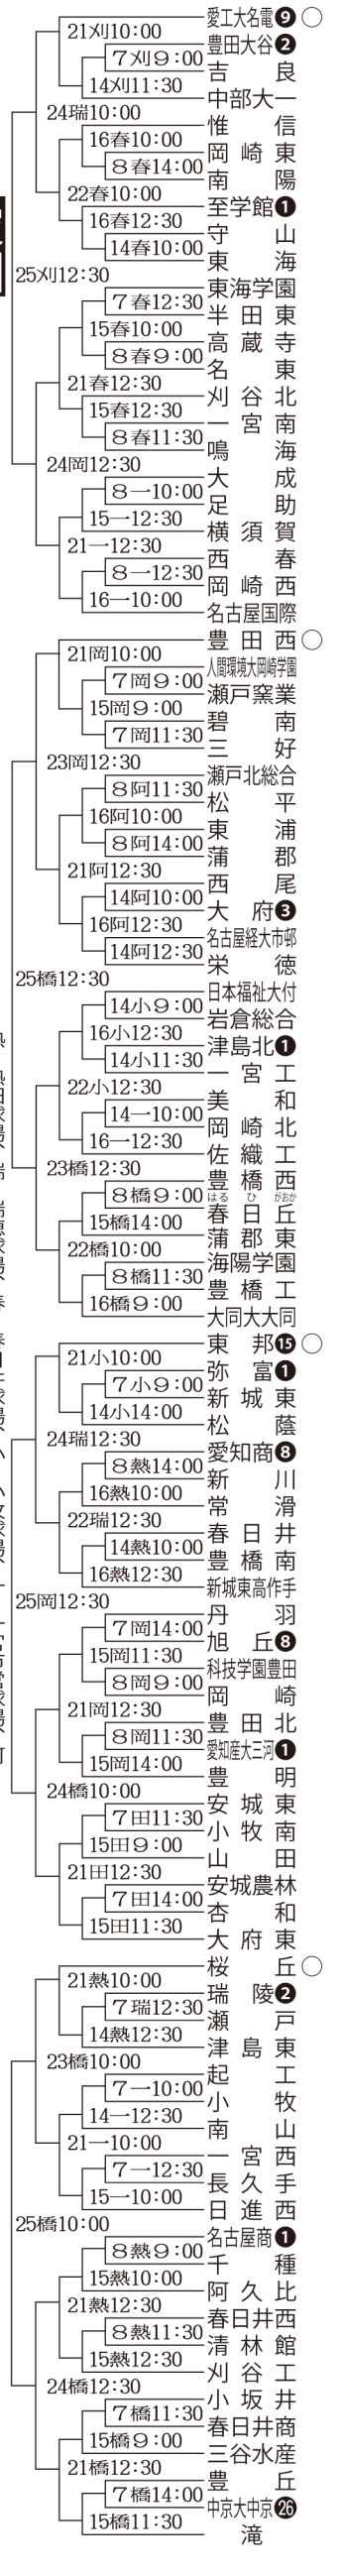 愛工大名電❾○
21刈10:00
豊田大谷❷
7刈9:00
吉良
14刈11:30
中部大一
24瑞10:00
惟信
16春10:00
岡崎東
8春14:00
南陽
22春10:00
至学館❶
16春12:30
守山
14春10:00
東海
25刈12:30
東海学園
7春12:30
半田東
15春10:00
高蔵寺
8春9:00
名東
21春12:30
刈谷北
15春12:30
一宮南
8春11:30
鳴海
24岡12:30
大成
8一10:00
足助
15一12:30
横須賀
21一12:30
西春
8一12:30
岡崎西
16一10:00
名古屋国際
豊田西○
21岡10:00
人間環境大岡崎学園
7岡9:00
瀬戸窯業
15岡9:00
碧南
7岡11:30
三好
23岡12:30
瀬戸北総合
8阿11:30
松平
16阿10:00
東浦
8阿14:00
蒲郡
21阿12:30
西尾
14阿10:00
大府❸
16阿12:30
名古屋経大市邨
14阿12:30
栄徳
25橋12:30
日本福祉大付
14小9:00
岩倉総合
16小12:30
津島北❶
14小11:30
一宮工
22小12:30
美和
14一10:00
岡崎北
16一12:30
佐織工
23橋12:30
豊橋西
8橋9:00
はる ひ がおか
春日丘
15橋14:00
蒲郡東
22橋10:00
海陽学園
8橋11:30
豊橋工
16橋9:00
大同大大同
東邦⓯○
21小10:00
弥富❶
7小9:00
新城東
14小14:00
松蔭
24瑞12:30
愛知商❽
8熱14:00
新川
16熱10:00
常滑
22瑞12:30
春日井
14熱10:00
豊橋南
16熱12:30
新城東高作手
25岡12:30
丹羽
7岡14:00
旭丘❽
15岡11:30
科技学園豊田
8岡9:00
岡崎
21岡12:30
豊田北
8岡11:30
愛知産大三河❶
15岡14:00
豊明
24橋10:00
安城東
7田11:30
小牧南
15田9:00
山田
21田12:30
安城農林
7田14:00
杏和
15田11:30
大府東
桜丘○
21熱10:00
瑞陵❷
7瑞12:30
瀬戸
14熱12:30
津島東
23橋10:00
起工
7一10:00
小牧
14一12:30
南山
21一10:00
一宮西
7一12:30
長久手
15一10:00
日進西
25橋10:00
名古屋商❶
8熱9:00
千種
15熱10:00
阿久比
21熱12:30
春日井西
8熱11:30
清林館
15熱12:30
刈谷工
24橋12:30
小坂井
7橋11:30
春日井商
15橋9:00
三谷水産
21橋12:30
豊丘
7橋14:00
中京大中京㉖
15橋11:30
滝